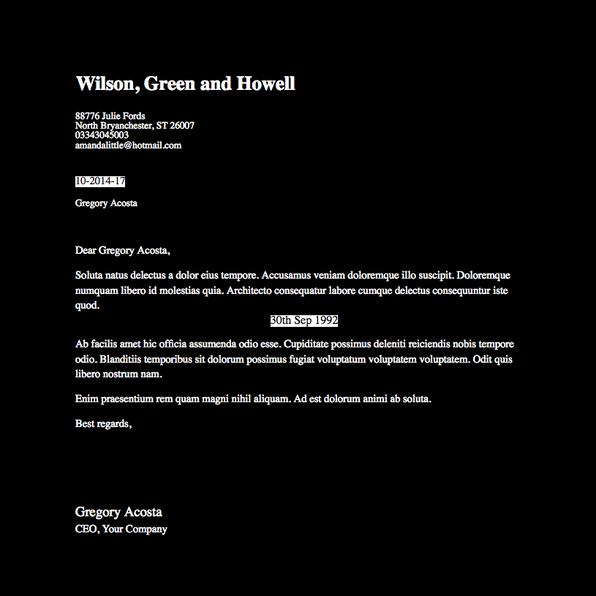 Wilson, Green and Howell
88776 Julie Fords
North Bryanchester, ST 26007
03343045003
amandalittle@hotmail.com
10-2014-17
Gregory Acosta
Dear Gregory Acosta,
Soluta natus delectus a dolor eius tempore. Accusamus veniam doloremque illo suscipit. Doloremque
numquam libero id molestias quia. Architecto consequatur labore cumque delectus consequuntur iste
quod.
30th Sep 1992
Ab facilis amet hic officia assumenda odio esse. Cupiditate possimus deleniti reiciendis nobis tempore
odio. Blanditiis temporibus sit dolorum possimus fugiat voluptatum voluptatem voluptatem. Odit quis
libero nostrum nam.
Enim praesentium rem quam magni nihil aliquam. Ad est dolorum animi ab soluta.
Best regards,
Gregory Acosta
CEO, Your Company